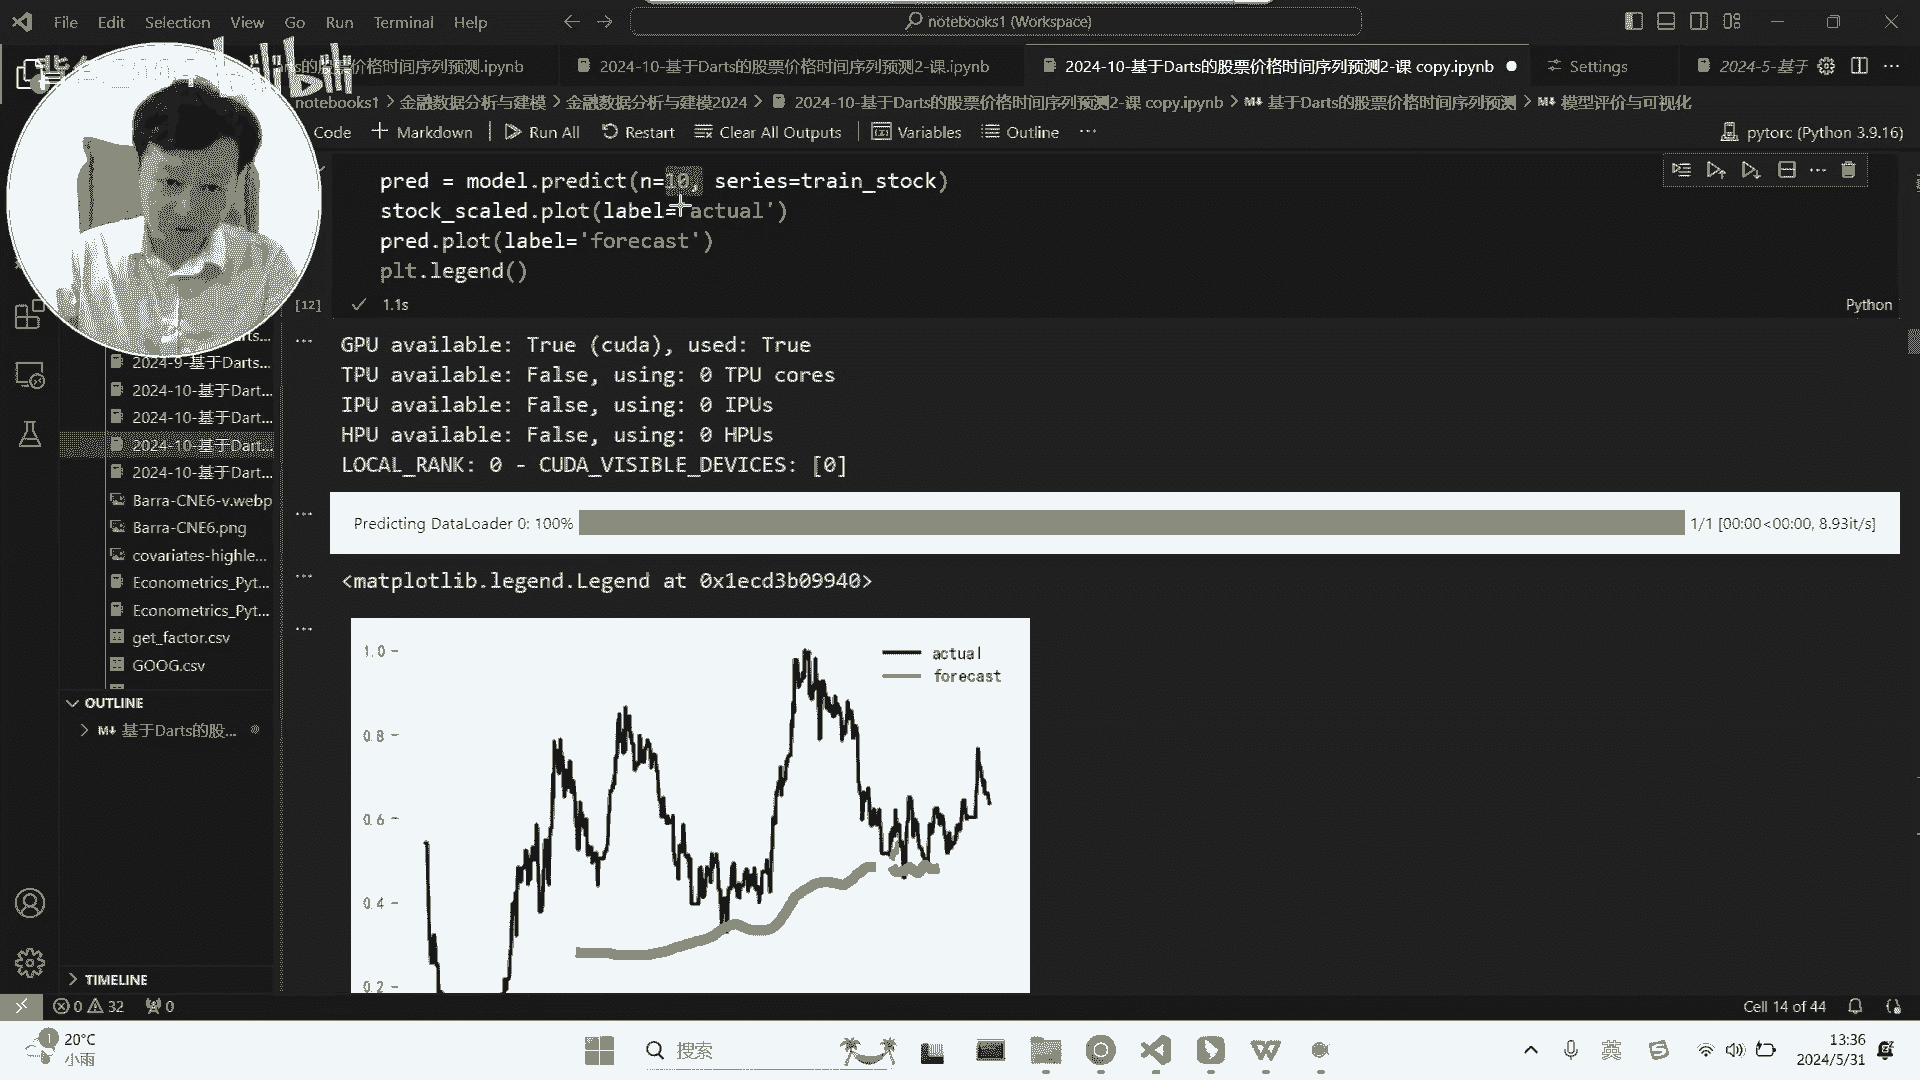 File Edit Selection View Go Run Terminal Help
notebooks1 (Workspace)
的股票价格时间序列预测.ipynb
2024-10-基于Darts的股票价格时间序列预测2-课.ipynb
2024-10-基于Darts的股票价格时间序列预测2-课 copy.ipynb
Settings
2024-5-基于
bilibili
notebooks1 > 金融数据分析与建模 > 金融数据分析与建模2024 > 2024-10-基于Darts的股票价格时间序列预测2-课 copy.ipynb > M↓ 基于Darts的股票价格时间序列预测 > M↓ 模型评价与可视化
Code + Markdown Run All Restart Clear All Outputs Variables Outline ...
pytorc (Python 3.9.16)
pred = model.predict(n=10, series=train_stock)
stock_scaled.plot(label='actual')
pred.plot(label='forecast')
plt.legend()
[12] 1.1s
Python
GPU available: True (cuda), used: True
TPU available: False, using: 0 TPU cores
IPU available: False, using: 0 IPUs
HPU available: False, using: 0 HPUs
LOCAL_RANK: 0 - CUDA_VISIBLE_DEVICES: [0]
Predicting DataLoader 0: 100% 1/1 [00:00<00:00, 8.93it/s]
<matplotlib.legend.Legend at 0x1ecd3b09940>
1.0
0.8
0.6
0.4
0.2
actual
forecast
2024-9-基于Darts...
2024-10-基于Dart...
2024-10-基于Dart...
2024-10-基于Dart...
2024-10-基于Dart...
Barra-CNE6-v.webp
Barra-CNE6.png
covariates-highle...
Econometrics_Pyt...
Econometrics_Pyt...
get_factor.csv
GOOG.csv
OUTLINE
M↓ 基于Darts的股...
TIMELINE
0 32 0
Cell 14 of 44
1
20°C
小雨
搜索
英
13:36
2024/5/31